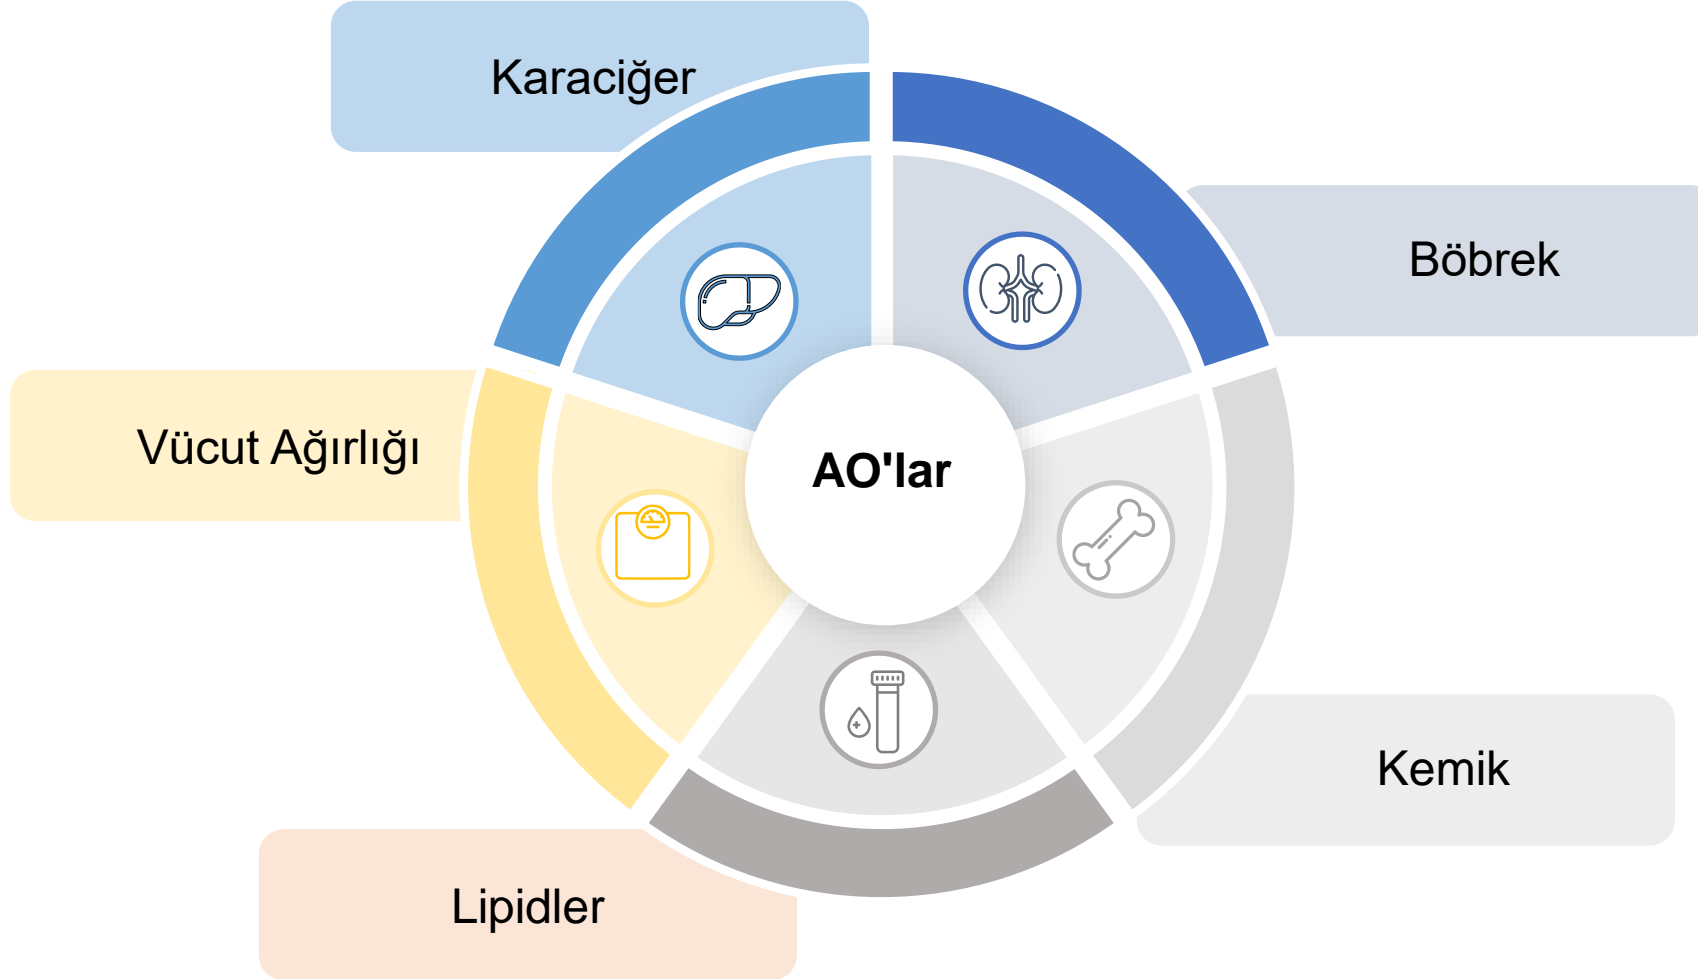 Karaciğer
Böbrek
Vücut Ağırlığı
AO'lar
Kemik
Lipidler